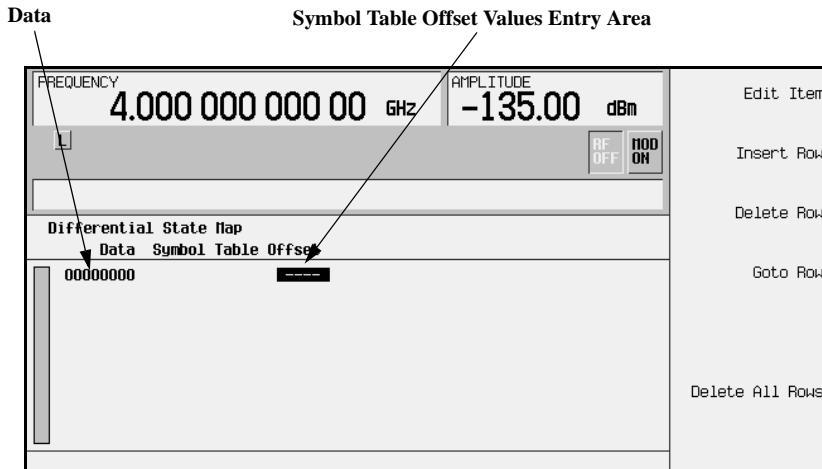 Data
Symbol Table Offset Values Entry Area
FREQUENCY
4.000 000 000 00 GHz
AMPLITUDE
-135.00 dBm
L
RF OFF
MOD ON
Differential State Map
Data Symbol Table Offset
00000000 ----
Edit Item
Insert Row
Delete Row
Goto Row
Delete All Rows